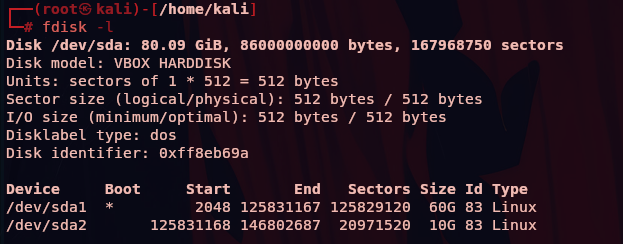 (root㉿kali)-[/home/kali]
# fdisk -l
Disk /dev/sda: 80.09 GiB, 86000000000 bytes, 167968750 sectors
Disk model: VBOX HARDDISK
Units: sectors of 1 * 512 = 512 bytes
Sector size (logical/physical): 512 bytes / 512 bytes
I/O size (minimum/optimal): 512 bytes / 512 bytes
Disklabel type: dos
Disk identifier: 0xff8eb69a
Device     Boot     Start       End   Sectors Size Id Type
/dev/sda1  *         2048 125831167 125829120  60G 83 Linux
/dev/sda2       125831168 146802687  20971520  10G 83 Linux